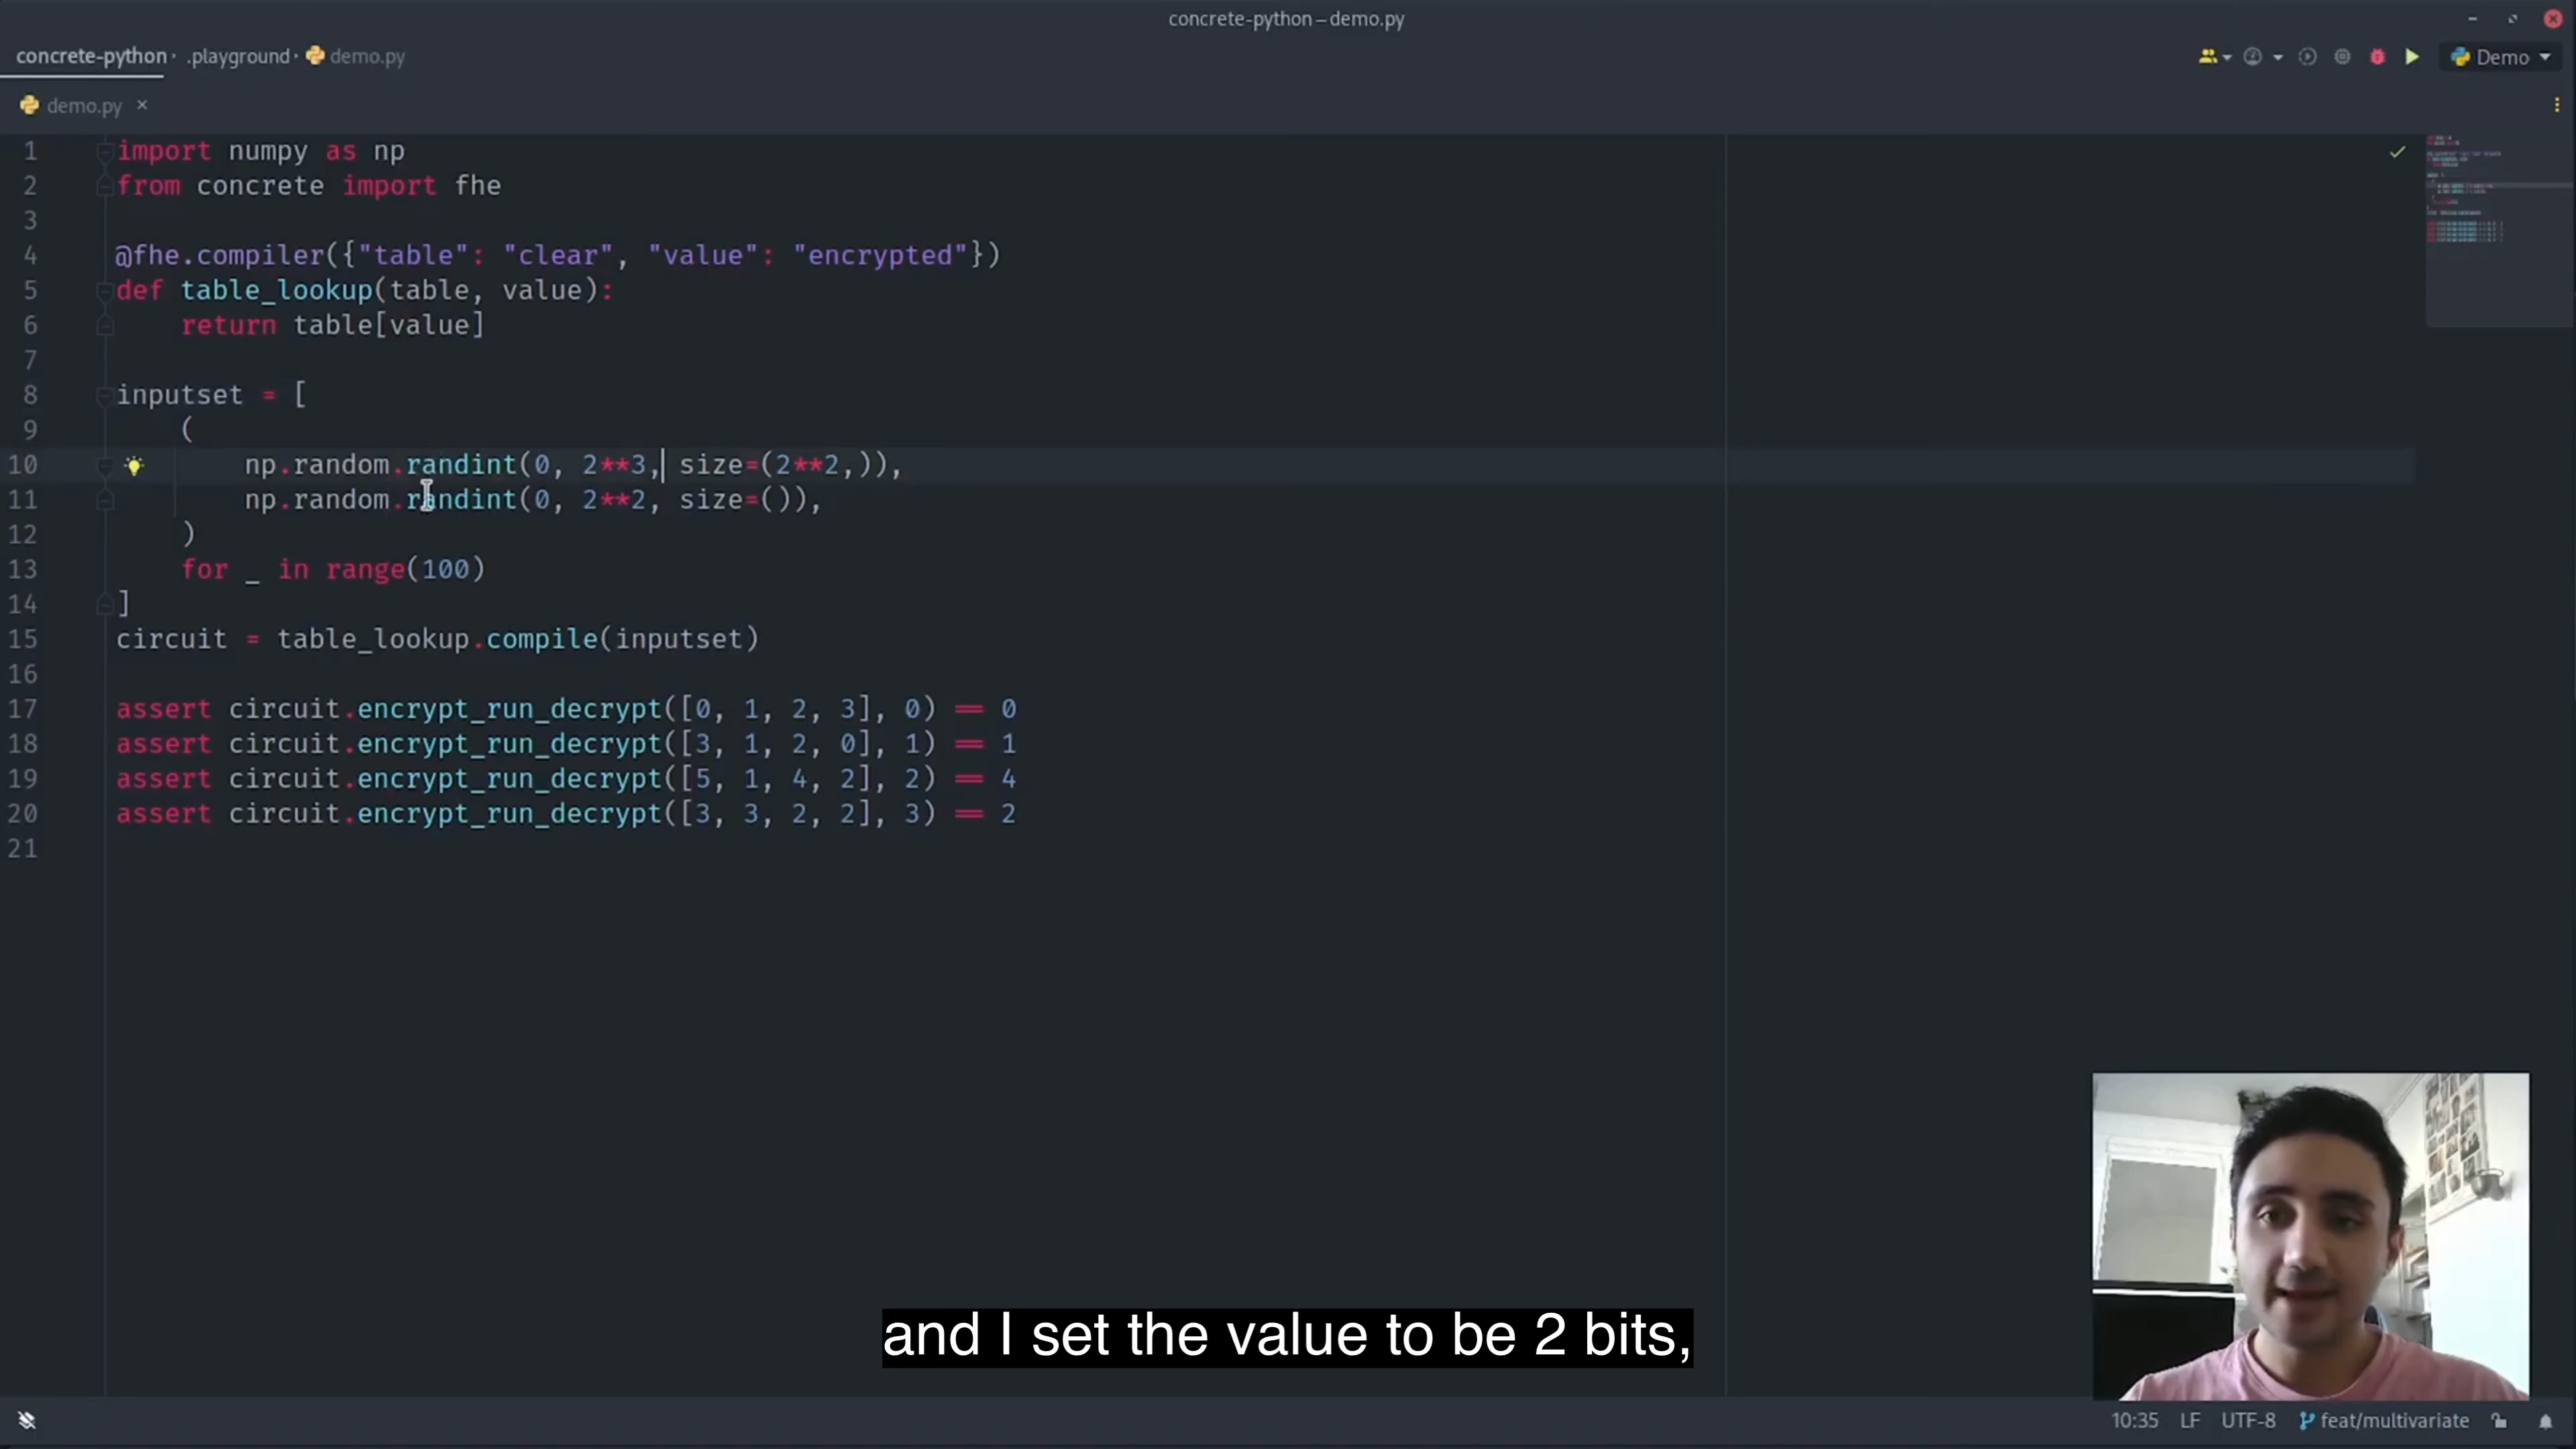 concrete-python – demo.py
concrete-python .playground demo.py
Demo
demo.py
1 import numpy as np
2 from concrete import fhe
3
4 @fhe.compiler({"table": "clear", "value": "encrypted"})
5 def table_lookup(table, value):
6 return table[value]
7
8 inputset = [
9 (
10 np.random.randint(0, 2**3, size=(2**2,)),
11 np.random.randint(0, 2**2, size=()),
12 )
13 for _ in range(100)
14 ]
15 circuit = table_lookup.compile(inputset)
16
17 assert circuit.encrypt_run_decrypt([0, 1, 2, 3], 0) == 0
18 assert circuit.encrypt_run_decrypt([3, 1, 2, 0], 1) == 1
19 assert circuit.encrypt_run_decrypt([5, 1, 4, 2], 2) == 4
20 assert circuit.encrypt_run_decrypt([3, 3, 2, 2], 3) == 2
21
and I set the value to be 2 bits,
10:35 LF UTF-8 feat/multivariate